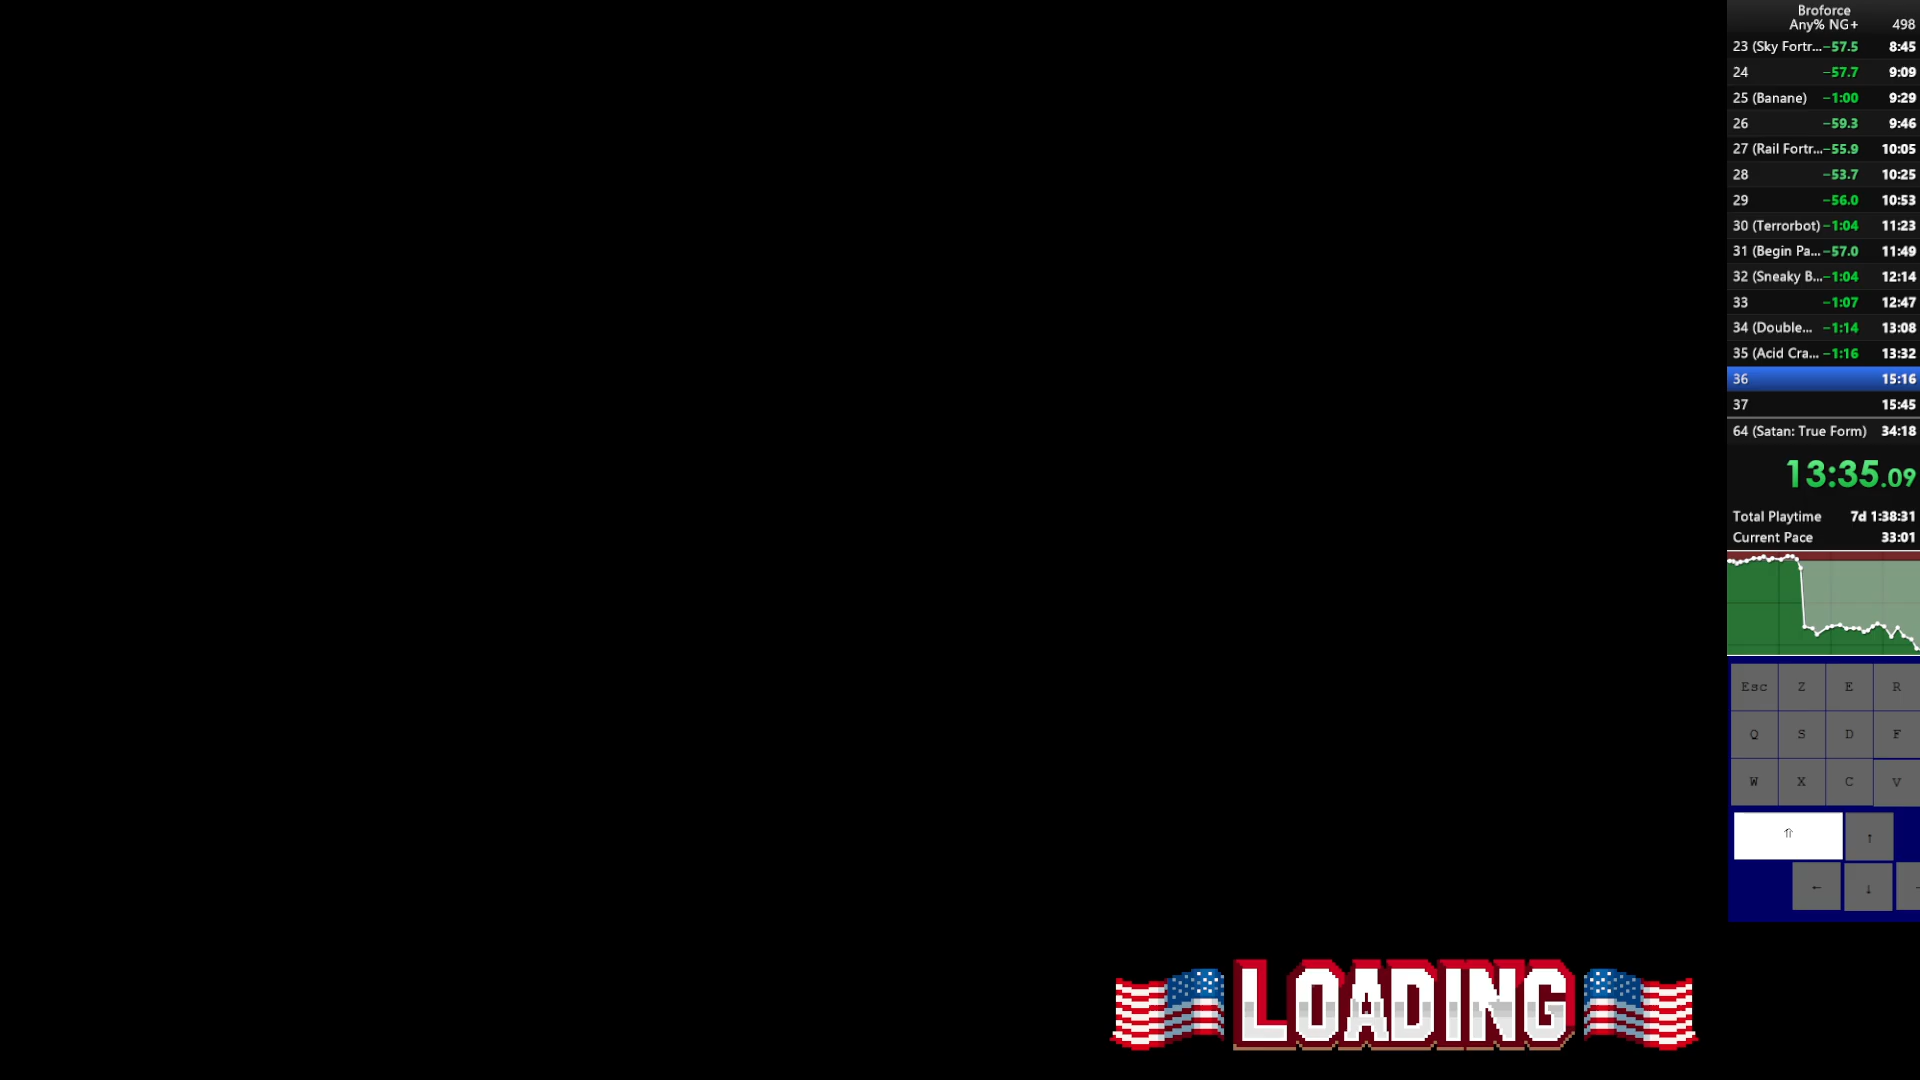 Broforce
Any% NG+ 498
23 (Sky Fortr... −57.5 8:45
24 −57.7 9:09
25 (Banane) −1:00 9:29
26 −59.3 9:46
27 (Rail Fortr... −55.9 10:05
28 −53.7 10:25
29 −56.0 10:53
30 (Terrorbot) −1:04 11:23
31 (Begin Pa... −57.0 11:49
32 (Sneaky B... −1:04 12:14
33 −1:07 12:47
34 (Double... −1:14 13:08
35 (Acid Cra... −1:16 13:32
36 15:16
37 15:45
64 (Satan: True Form) 34:18
13:35.09
Total Playtime 7d 1:38:31
Current Pace 33:01
Esc Z E R
Q S D F
W X C V
⇑ ↑
← ↓
LOADING